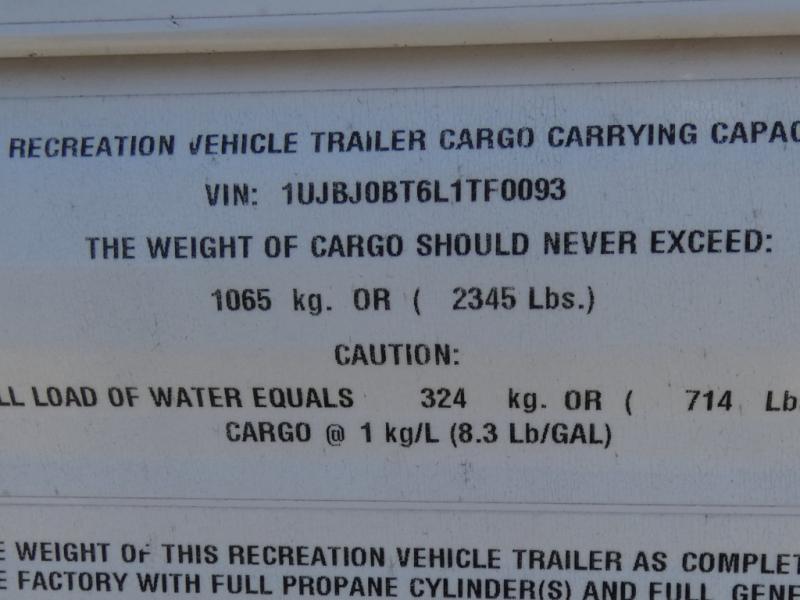 RECREATION VEHICLE TRAILER CARGO CARRYING CAPAC
VIN: 1UJBJ0BT6L1TF0093
THE WEIGHT OF CARGO SHOULD NEVER EXCEED:
1065 kg. OR ( 2345 Lbs.)
CAUTION:
LL LOAD OF WATER EQUALS 324 kg. OR ( 714 Lb
CARGO @ 1 kg/L (8.3 Lb/GAL)
E WEIGHT OF THIS RECREATION VEHICLE TRAILER AS COMPLET
E FACTORY WITH FULL PROPANE CYLINDER(S) AND FULL GENE